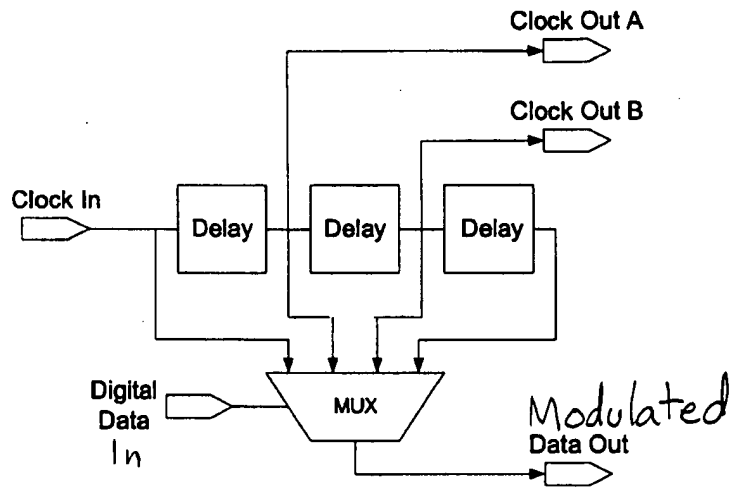 Clock Out A
Clock Out B
Clock In
Delay
Delay
Delay
Digital
Data
In
MUX
Modulated
Data Out